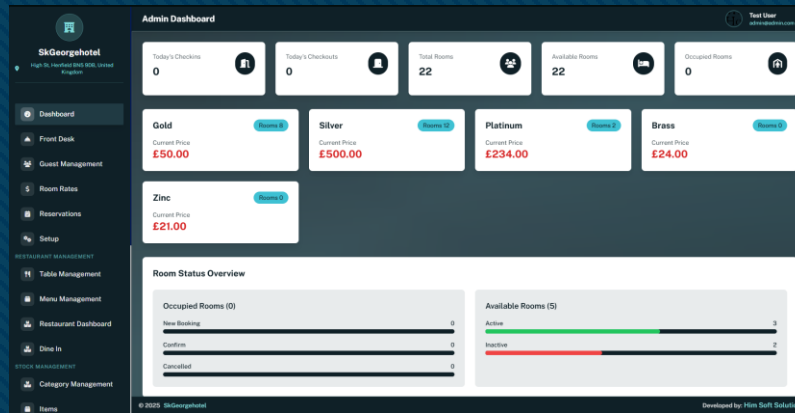 SkGeorgehotel
High St, Henfield BN5 9DB, United
Kingdom
Dashboard
Front Desk
Guest Management
Room Rates
Reservations
Setup
RESTAURANT MANAGEMENT
Table Management
Menu Management
Restaurant Dashboard
Dine In
STOCK MANAGEMENT
Category Management
Items
Admin Dashboard
Test User
admin@admin.com
Today's Checkins
0
Today's Checkouts
0
Total Rooms
22
Available Rooms
22
Occupied Rooms
0
Gold
Rooms 8
Current Price
£50.00
Silver
Rooms 12
Current Price
£500.00
Platinum
Rooms 2
Current Price
£234.00
Brass
Rooms 0
Current Price
£24.00
Zinc
Rooms 0
Current Price
£21.00
Room Status Overview
Occupied Rooms (0)
New Booking 0
Confirm 0
Cancelled 0
Available Rooms (5)
Active 3
Inactive 2
© 2025 SkGeorgehotel
Developed by: Him Soft Solutio